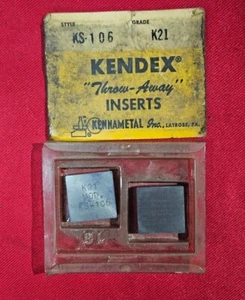 STYLE GRADE
KS-106 K21
KENDEX®
"Throw-Away"
INSERTS
KENNAMETAL INC., LATROBE, PA.
K21
KS-106